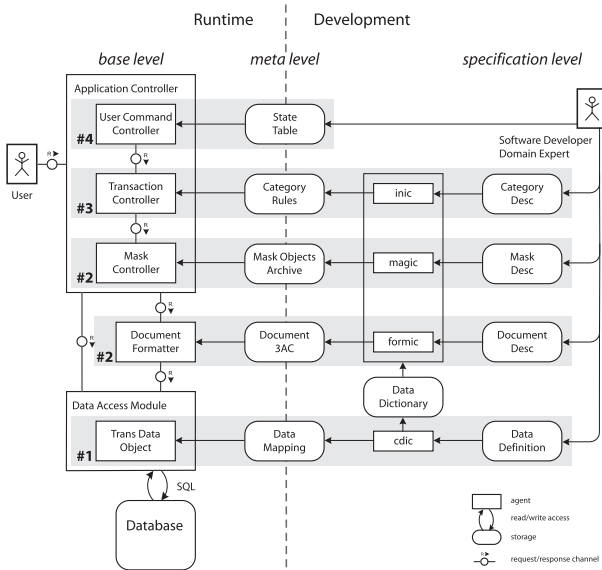 Runtime
Development
base level
meta level
specification level
Application Controller
User Command
Controller
#4
State
Table
Software Developer
Domain Expert
R
User
R
Transaction
Controller
#3
Category
Rules
inic
Category
Desc
R
Mask
Controller
#2
Mask Objects
Archive
magic
Mask
Desc
R
R
Document
Formatter
#2
Document
3AC
formic
Document
Desc
R
Data
Dictionary
Data Access Module
Trans Data
Object
#1
Data
Mapping
cdic
Data
Definition
SQL
Database
agent
read/write access
storage
R
request/response channel